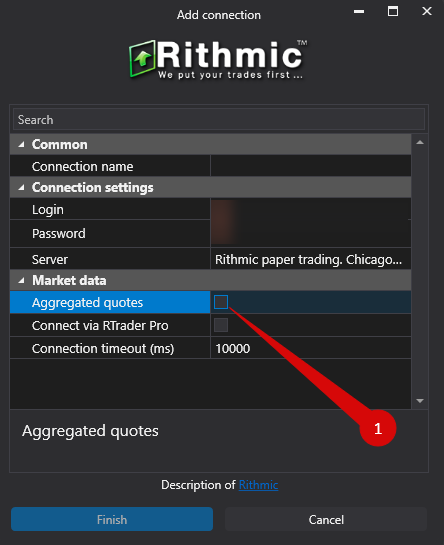 Add connection
Rithmic™
We put your trades first...
Search
Common
Connection name
Connection settings
Login
Password
Server Rithmic paper trading. Chicago...
Market data
Aggregated quotes
Connect via RTrader Pro
Connection timeout (ms) 10000
1
Aggregated quotes
Description of Rithmic
Finish Cancel